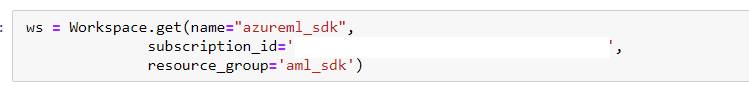 ws = Workspace.get(name="azureml_sdk",
subscription_id='                                      ',
resource_group='aml_sdk')